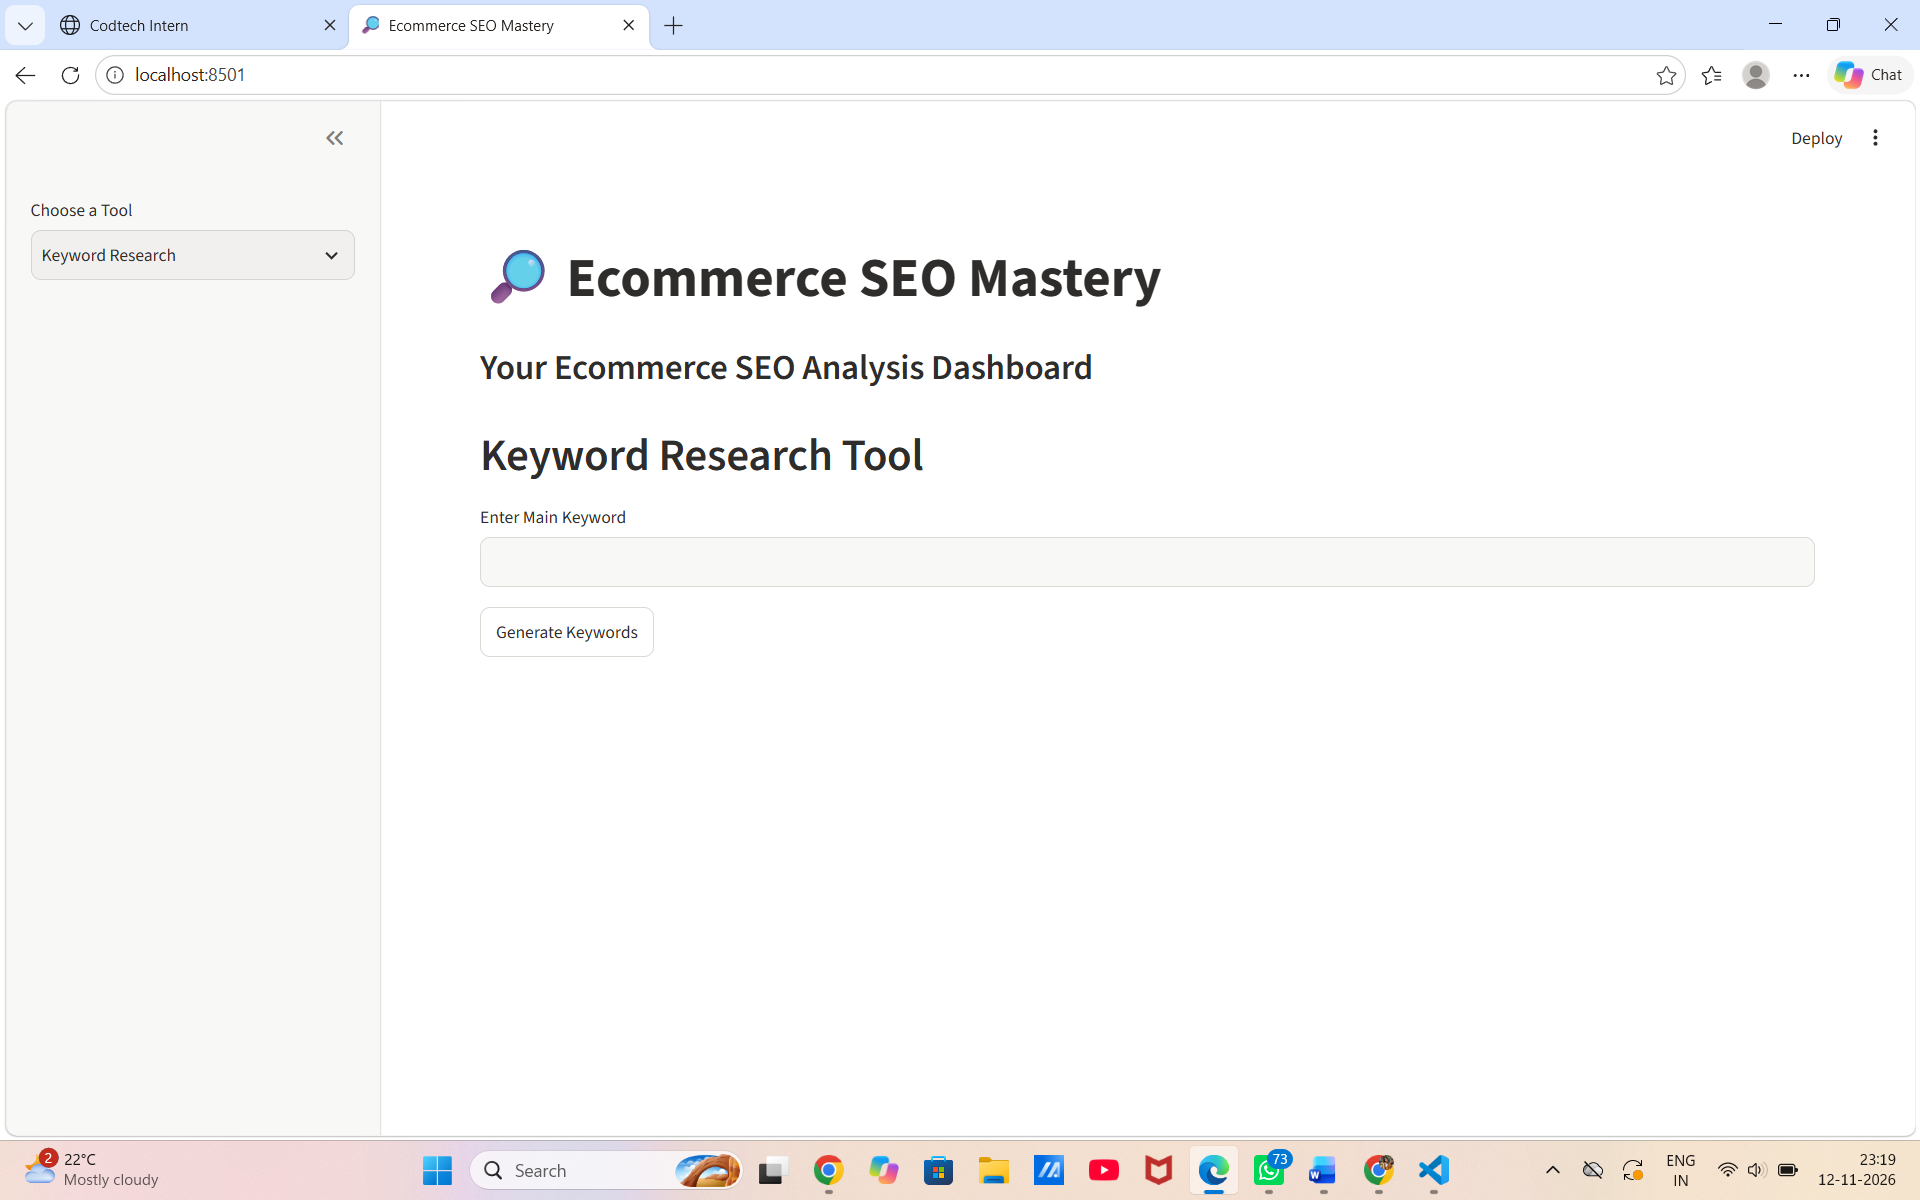 Codtech Intern
Ecommerce SEO Mastery
localhost:8501
Chat
Deploy
Choose a Tool
Keyword Research
Ecommerce SEO Mastery
Your Ecommerce SEO Analysis Dashboard
Keyword Research Tool
Enter Main Keyword
Generate Keywords
2
22°C
Mostly cloudy
Search
73
W
ENG
IN
23:19
12-11-2026